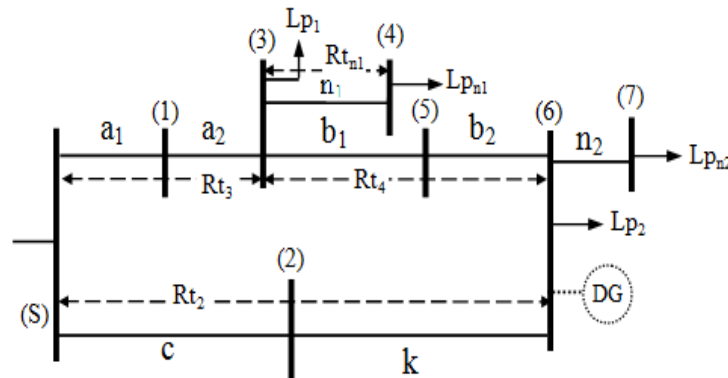 (3) Lp₁ (4)
Rtₙ₁
n₁ Lpₙ₁
(1) (5) (6) (7)
a₁ a₂ b₁ b₂ n₂
Rt₃ Rt₄ Lpₙ₂
Lp₂
(2)
Rt₂ DG
(S)
c k